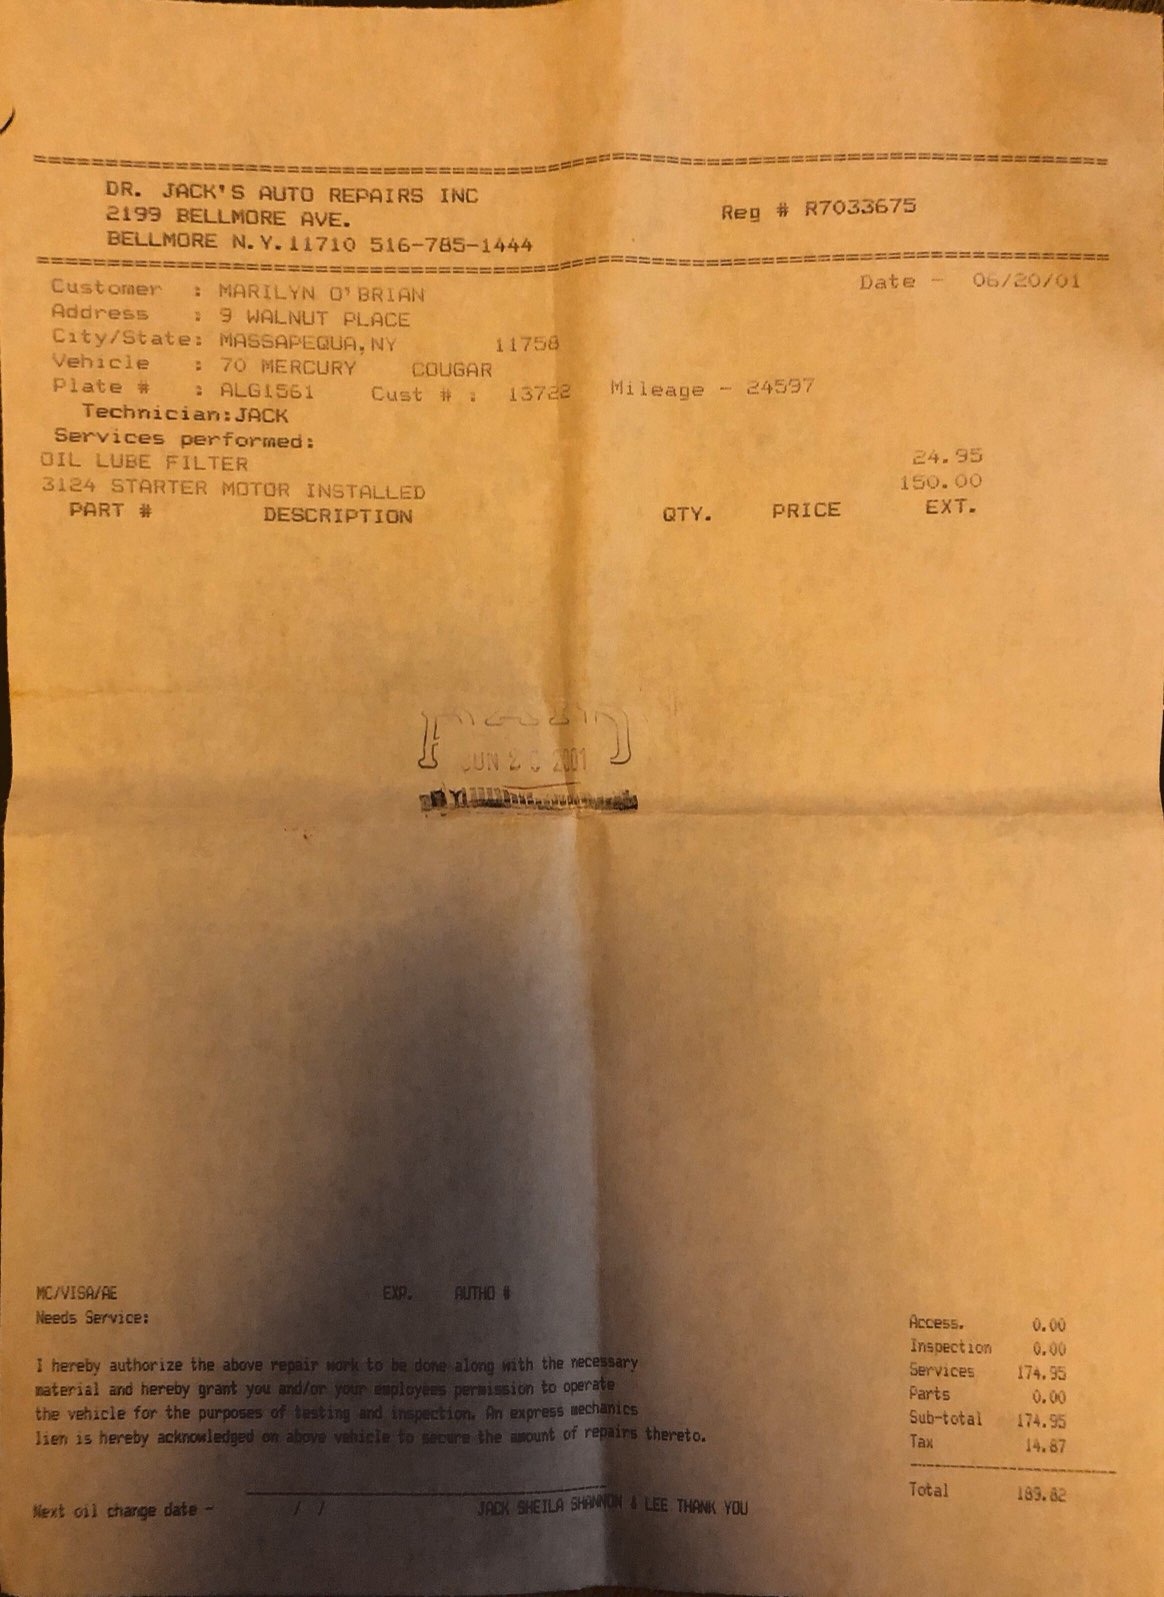 DR. JACK'S AUTO REPAIRS INC
2199 BELLMORE AVE.
Reg # R7033675
BELLMORE N.Y.11710 516-785-1444
Date - 06/20/01
Customer : MARILYN O'BRIAN
Address : 9 WALNUT PLACE
City/State: MASSAPEQUA,NY 11758
Vehicle : 70 MERCURY COUGAR
Plate # : ALG1561 Cust # : 13722 Mileage - 24597
Technician:JACK
Services performed:
OIL LUBE FILTER 24.95
3124 STARTER MOTOR INSTALLED 150.00
PART # DESCRIPTION QTY. PRICE EXT.
JUN 2 2001
MC/VISA/AE EXP. AUTHO #
Needs Service:
I hereby authorize the above repair work to be done along with the necessary
material and hereby grant you and/or your employees permission to operate
the vehicle for the purposes of testing and inspection. An express mechanics
lien is hereby acknowledged on above vehicle to secure the amount of repairs thereto.
Access. 0.00
Inspection 0.00
Services 174.95
Parts 0.00
Sub-total 174.95
Tax 14.87
Total 189.82
Next oil change date - / /
JACK SHEILA SHANNON & LEE THANK YOU